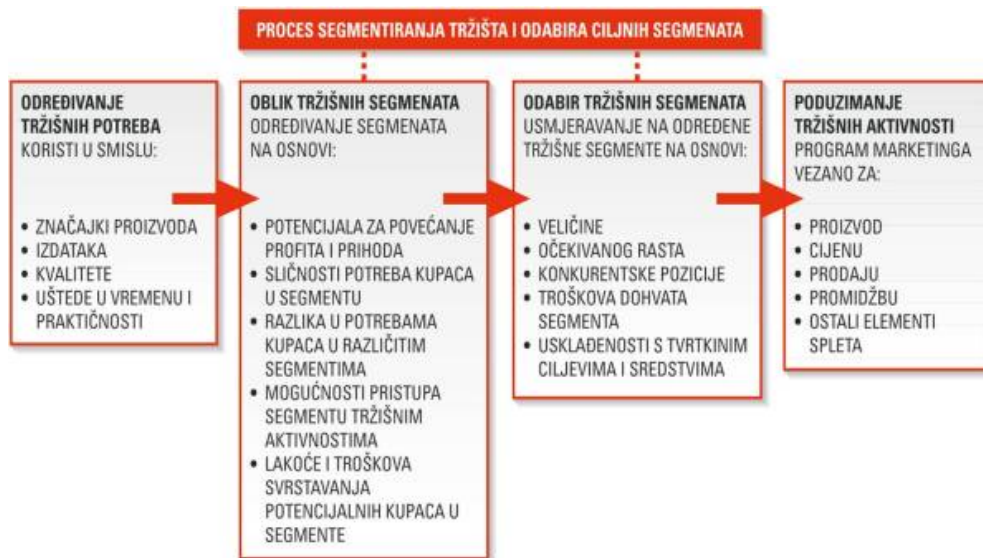 PROCES SEGMENTIRANJA TRŽIŠTA I ODABIRA CILJNIH SEGMENATA
ODREĐIVANJE
TRŽIŠNIH POTREBA
KORISTI U SMISLU:
• ZNAČAJKI PROIZVODA
• IZDATAKA
• KVALITETE
• UŠTEDE U VREMENU I
PRAKTIČNOSTI
OBLIK TRŽIŠNIH SEGMENATA
ODREĐIVANJE SEGMENATA
NA OSNOVI:
• POTENCIJALA ZA POVEĆANJE
PROFITA I PRIHODA
• SLIČNOSTI POTREBA KUPACA
U SEGMENTU
• RAZLIKA U POTREBAMA
KUPACA U RAZLIČITIM
SEGMENTIMA
• MOGUĆNOSTI PRISTUPA
SEGMENTU TRŽIŠNIM
AKTIVNOSTIMA
• LAKOĆE I TROŠKOVA
SVRSTAVANJA
POTENCIJALNIH KUPACA U
SEGMENTE
ODABIR TRŽIŠNIH SEGMENATA
USMJERAVANJE NA ODREĐENE
TRŽIŠNE SEGMENTE NA OSNOVI:
• VELIČINE
• OČEKIVANOG RASTA
• KONKURENTSKE POZICIJE
• TROŠKOVA DOHVATA
SEGMENTA
• USKLAĐENOSTI S TVRTKINIM
CILJEVIMA I SREDSTVIMA
PODUZIMANJE
TRŽIŠNIH AKTIVNOSTI
PROGRAM MARKETINGA
VEZANO ZA:
• PROIZVOD
• CIJENU
• PRODAJU
• PROMIDŽBU
• OSTALI ELEMENTI
SPLETA